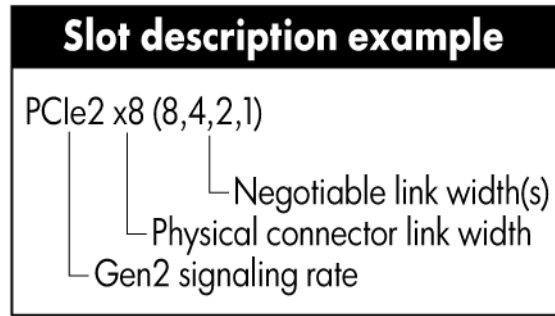 Slot description example
PCIe2 x8 (8,4,2,1)
Negotiable link width(s)
Physical connector link width
Gen2 signaling rate